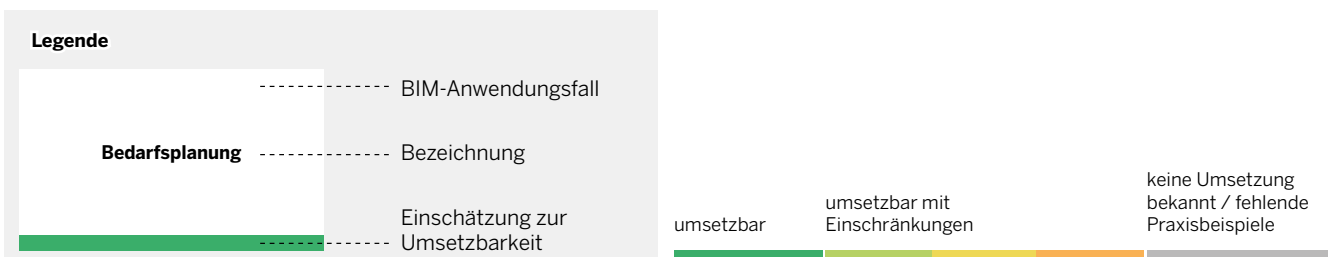 Legende
BIM-Anwendungsfall
Bedarfsplanung
Bezeichnung
Einschätzung zur
Umsetzbarkeit
umsetzbar
umsetzbar mit
Einschränkungen
keine Umsetzung
bekannt / fehlende
Praxisbeispiele